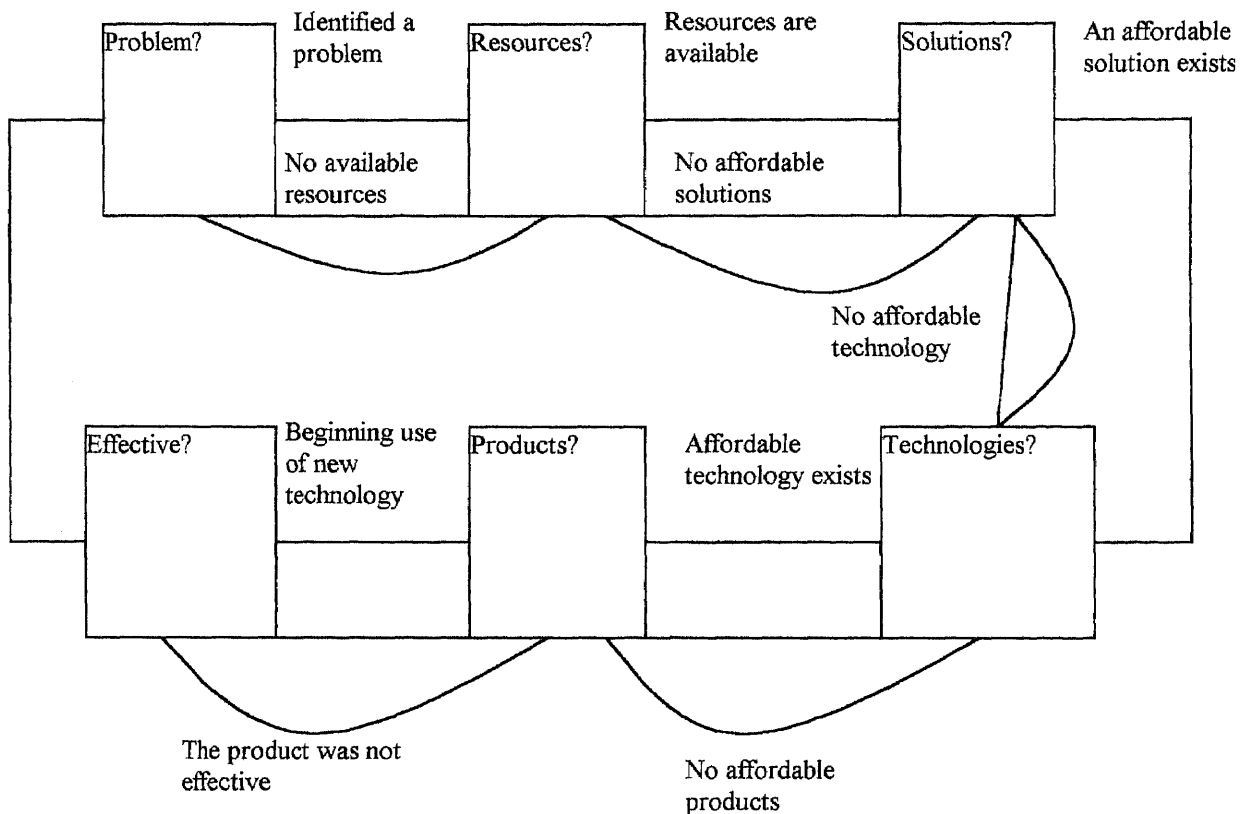 Problem?
Identified a
problem
Resources?
Resources are
available
Solutions?
An affordable
solution exists
No available
resources
No affordable
solutions
No affordable
technology
Effective?
Beginning use
of new
technology
Products?
Affordable
technology exists
Technologies?
The product was not
effective
No affordable
products